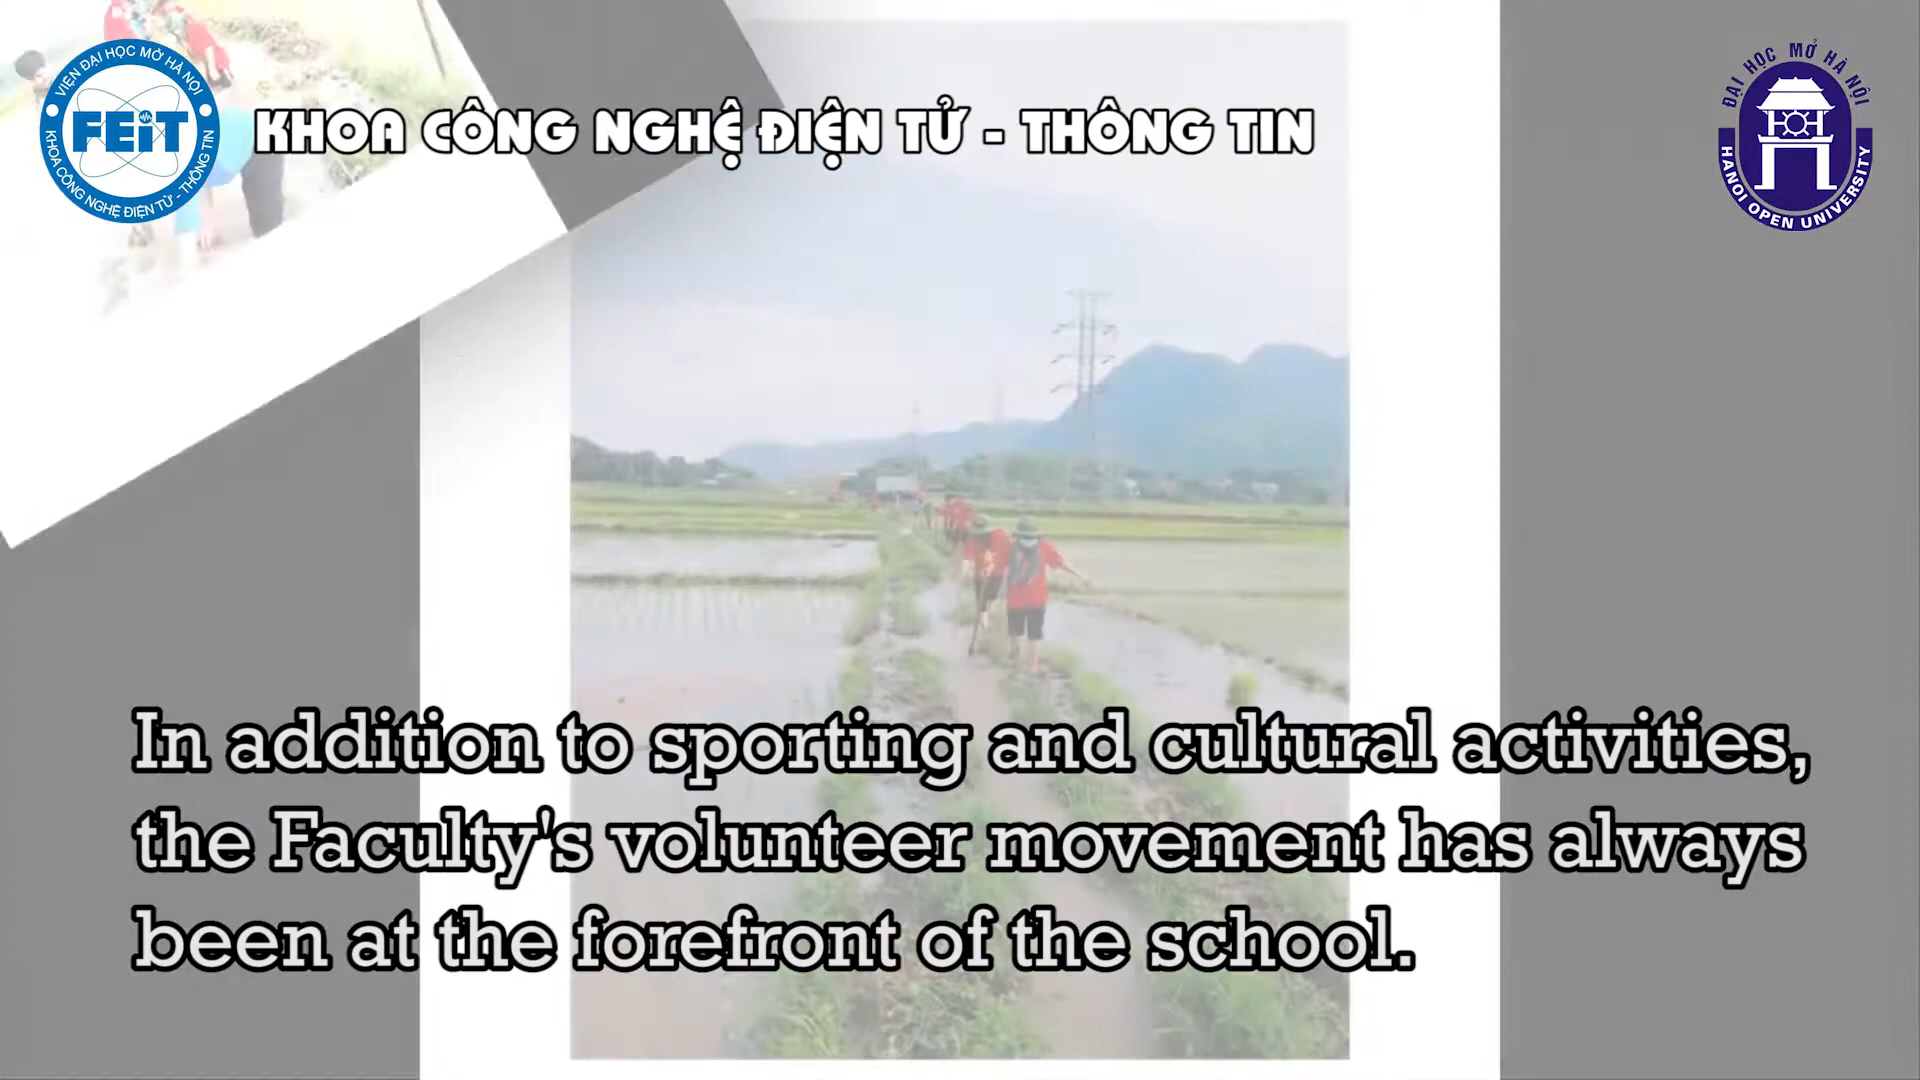 VIỆN ĐẠI HỌC MỞ HÀ NỘI
FEiT
KHOA CÔNG NGHỆ ĐIỆN TỬ - THÔNG TIN
KHOA CÔNG NGHỆ ĐIỆN TỬ - THÔNG TIN
ĐẠI HỌC MỞ HÀ NỘI
HANOI OPEN UNIVERSITY
In addition to sporting and cultural activities,
the Faculty's volunteer movement has always
been at the forefront of the school.